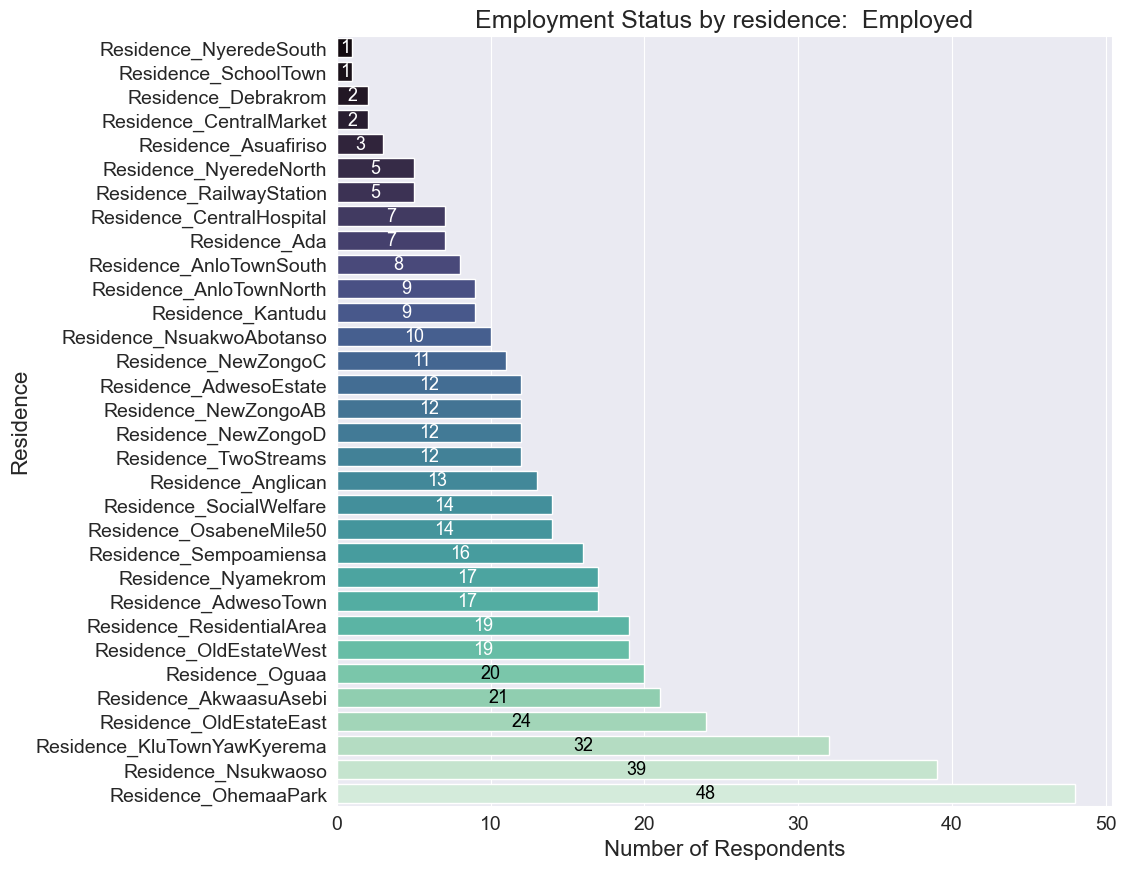 Employment Status by residence:  Employed
Residence
Residence_NyeredeSouth 1
Residence_SchoolTown 1
Residence_Debrakrom 2
Residence_CentralMarket 2
Residence_Asuafiriso 3
Residence_NyeredeNorth 5
Residence_RailwayStation 5
Residence_CentralHospital 7
Residence_Ada 7
Residence_AnloTownSouth 8
Residence_AnloTownNorth 9
Residence_Kantudu 9
Residence_NsuakwoAbotanso 10
Residence_NewZongoC 11
Residence_AdwesoEstate 12
Residence_NewZongoAB 12
Residence_NewZongoD 12
Residence_TwoStreams 12
Residence_Anglican 13
Residence_SocialWelfare 14
Residence_OsabeneMile50 14
Residence_Sempoamiensa 16
Residence_Nyamekrom 17
Residence_AdwesoTown 17
Residence_ResidentialArea 19
Residence_OldEstateWest 19
Residence_Oguaa 20
Residence_AkwaasuAsebi 21
Residence_OldEstateEast 24
Residence_KluTownYawKyerema 32
Residence_Nsukwaoso 39
Residence_OhemaaPark 48
0 10 20 30 40 50
Number of Respondents